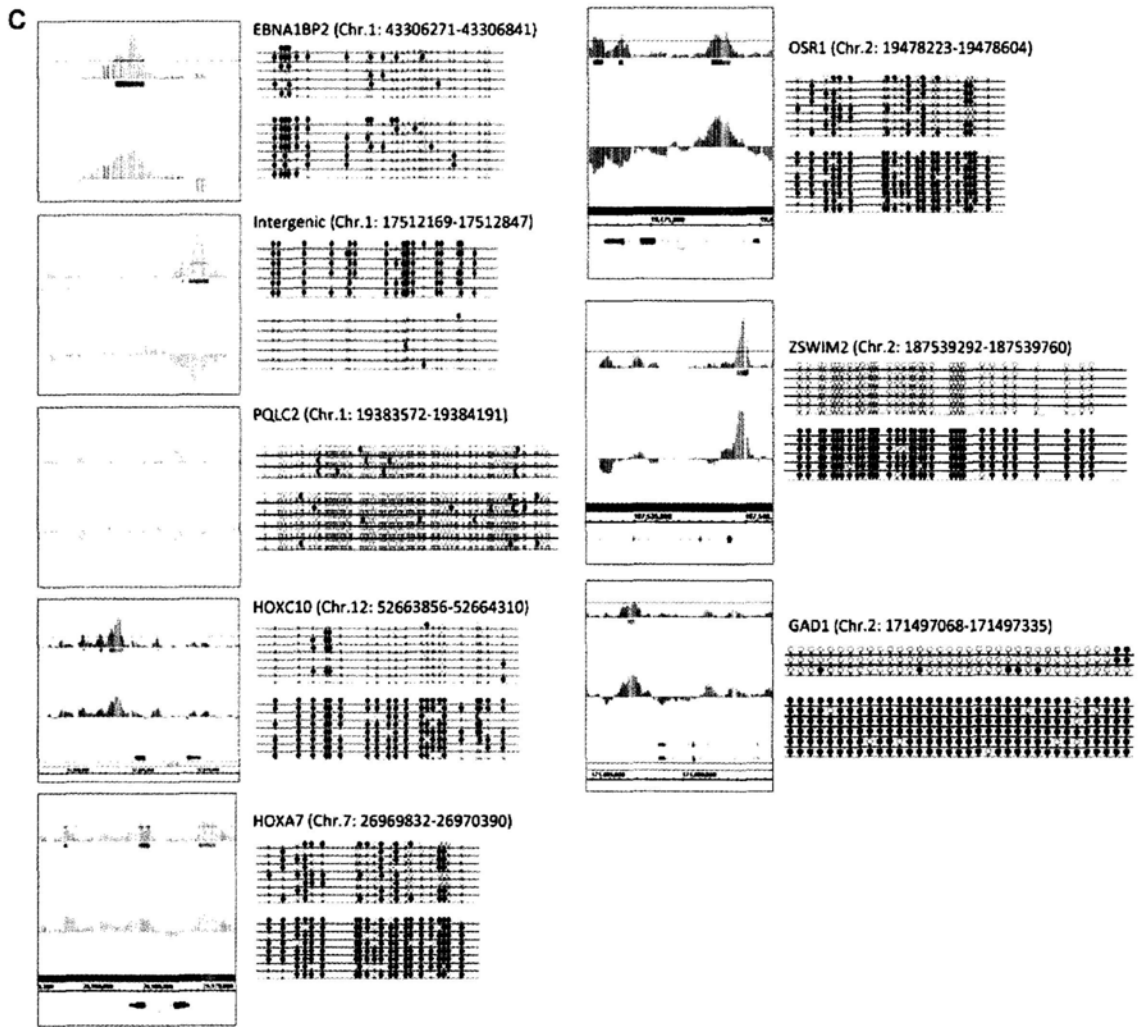 C
EBNA1BP2 (Chr.1: 43306271-43306841)
Intergenic (Chr.1: 17512169-17512847)
PQLC2 (Chr.1: 19383572-19384191)
HOXC10 (Chr.12: 52663856-52664310)
HOXA7 (Chr.7: 26969832-26970390)
OSR1 (Chr.2: 19478223-19478604)
ZSWIM2 (Chr.2: 187539292-187539760)
GAD1 (Chr.2: 171497068-171497335)